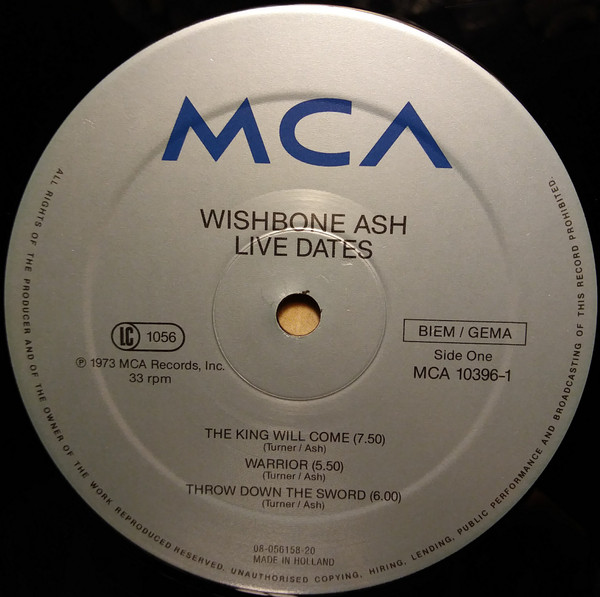 MCA
WISHBONE ASH
LIVE DATES
LC 1056
℗ 1973 MCA Records, Inc.
33 rpm
BIEM / GEMA
Side One
MCA 10396-1
THE KING WILL COME (7.50)
(Turner / Ash)
WARRIOR (5.50)
(Turner / Ash)
THROW DOWN THE SWORD (6.00)
(Turner / Ash)
08-056158-20
MADE IN HOLLAND
ALL RIGHTS OF THE PRODUCER AND OF THE OWNER OF THE WORK REPRODUCED RESERVED. UNAUTHORISED COPYING, HIRING, LENDING, PUBLIC PERFORMANCE AND BROADCASTING OF THIS RECORD PROHIBITED.